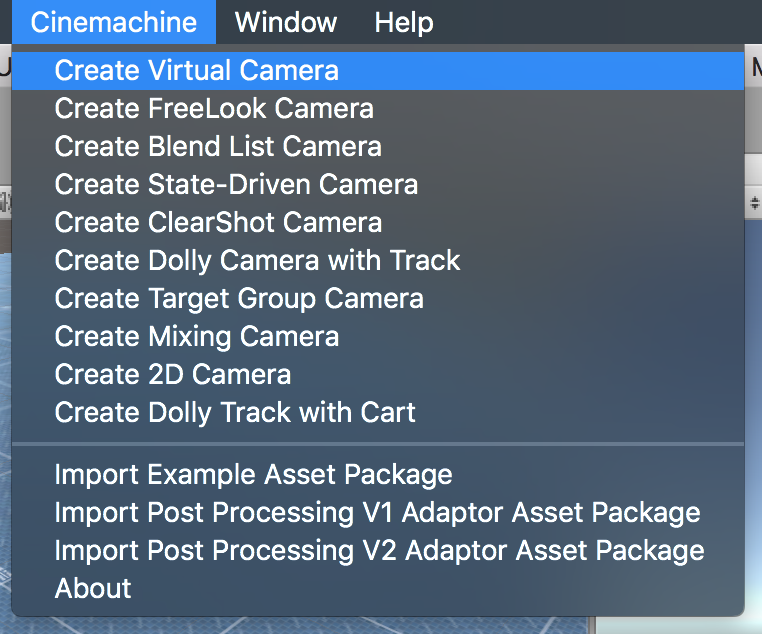 Cinemachine Window Help
Create Virtual Camera
Create FreeLook Camera
Create Blend List Camera
Create State-Driven Camera
Create ClearShot Camera
Create Dolly Camera with Track
Create Target Group Camera
Create Mixing Camera
Create 2D Camera
Create Dolly Track with Cart
Import Example Asset Package
Import Post Processing V1 Adaptor Asset Package
Import Post Processing V2 Adaptor Asset Package
About